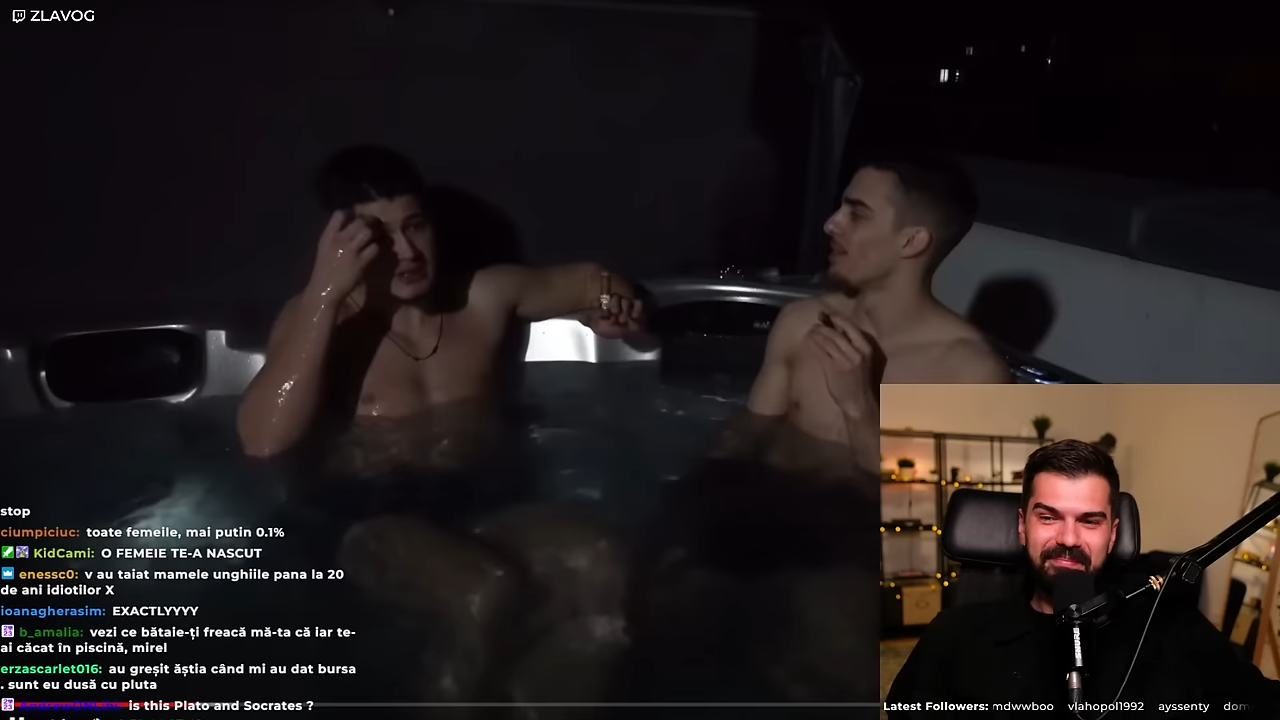 ZLAVOG
stop
ciumpiciuc: toate femeile, mai putin 0.1%
KidCami: O FEMEIE TE-A NASCUT
enessc0: v au taiat mamele unghiile pana la 20
de ani idiotilor X
ioanagherasim: EXACTLYYYY
b_amalia: vezi ce bătaie-ți freacă mă-ta că iar te-
ai căcat în piscină, mirel
erzascarlet016: au greșit ăștia când mi au dat bursa
. sunt eu dusă cu pluta
is this Plato and Socrates ?
SHURE
Latest Followers: mdwwboo vlahopol1992 ayssenty dom